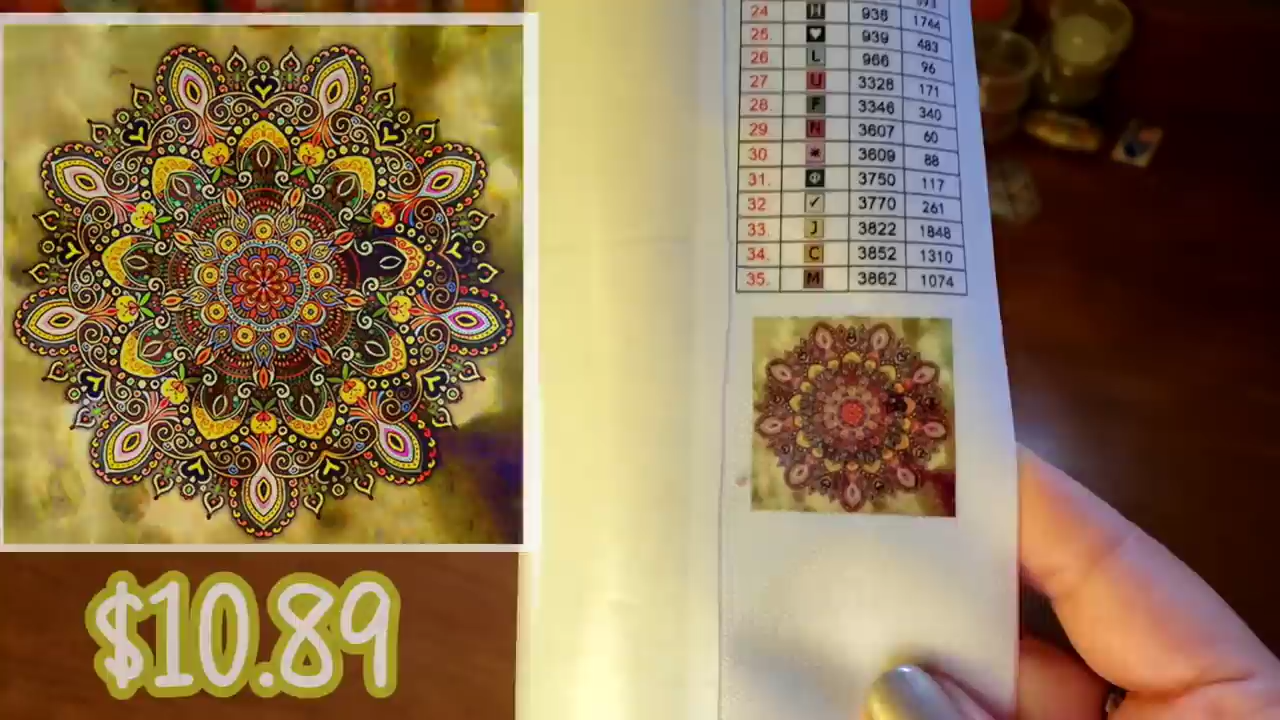 $10.89
24 H 938 1744
25. ♥ 939 483
26 L 966 96
27 U 3328 171
28. F 3346 340
29. N 3607 60
30 ✶ 3609 88
31. Φ 3750 117
32 ✓ 3770 261
33. J 3822 1848
34. C 3852 1310
35. M 3862 1074